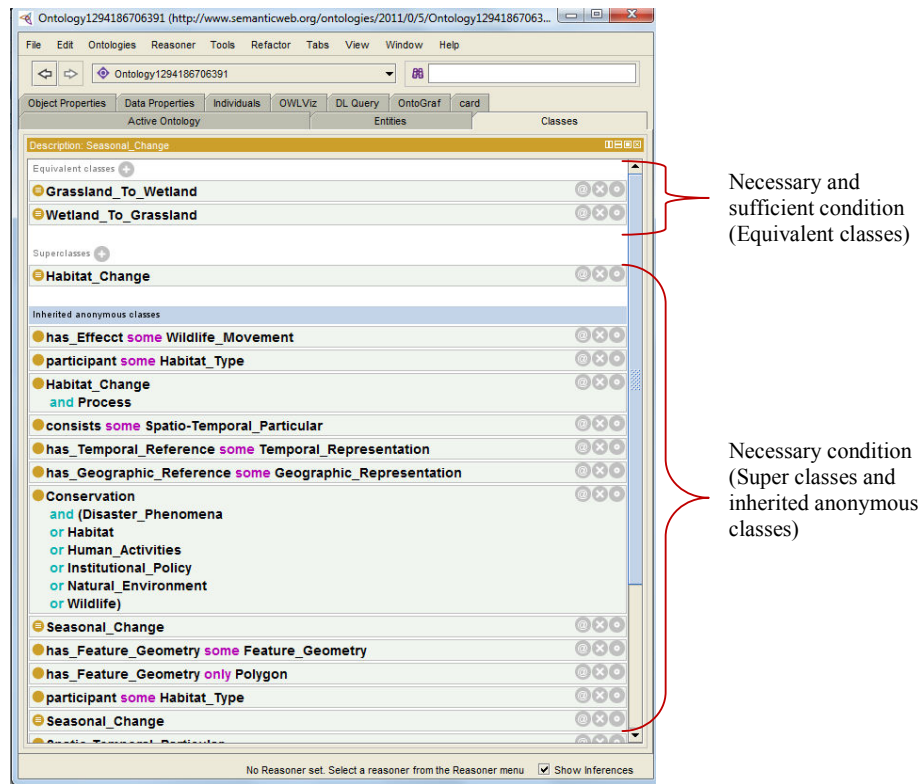 Ontology1294186706391 (http://www.semanticweb.org/ontologies/2011/0/5/Ontology12941867063...
File Edit Ontologies Reasoner Tools Refactor Tabs View Window Help
Ontology1294186706391
Object Properties Data Properties Individuals OWLViz DL Query OntoGraf card
Active Ontology Entities Classes
Description: Seasonal_Change
Equivalent classes
Grassland_To_Wetland
Wetland_To_Grassland
Superclasses
Habitat_Change
Inherited anonymous classes
has_Effecct some Wildlife_Movement
participant some Habitat_Type
Habitat_Change
and Process
consists some Spatio-Temporal_Particular
has_Temporal_Reference some Temporal_Representation
has_Geographic_Reference some Geographic_Representation
Conservation
and (Disaster_Phenomena
or Habitat
or Human_Activities
or Institutional_Policy
or Natural_Environment
or Wildlife)
Seasonal_Change
has_Feature_Geometry some Feature_Geometry
has_Feature_Geometry only Polygon
participant some Habitat_Type
Seasonal_Change
Spatio-Temporal_Particular
No Reasoner set. Select a reasoner from the Reasoner menu Show Inferences
Necessary and
sufficient condition
(Equivalent classes)
Necessary condition
(Super classes and
inherited anonymous
classes)